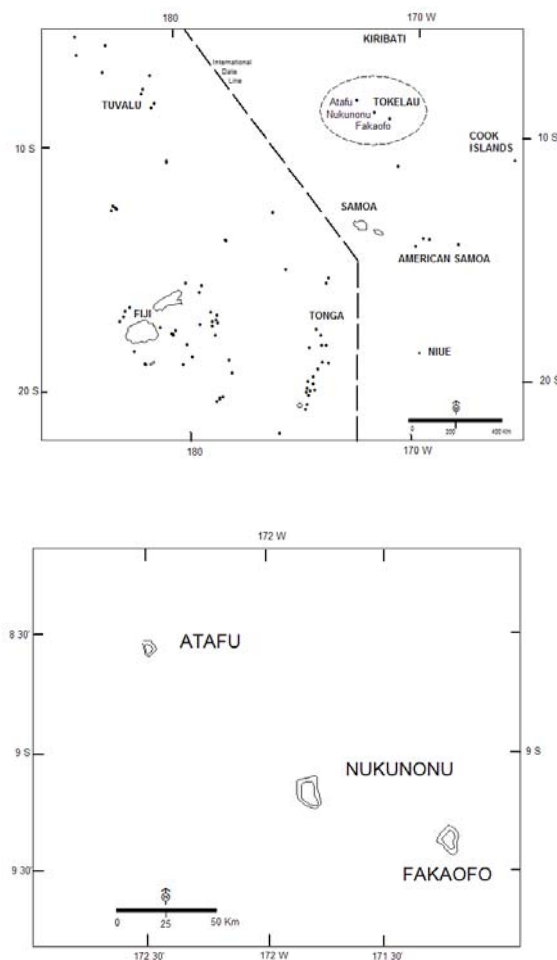 180
170 W
KIRIBATI
International
Date
Line
Atafu
TOKELAU
Nukunonu
Fakaofo
TUVALU
10 S
10 S
COOK
ISLANDS
SAMOA
AMERICAN SAMOA
FIJI
TONGA
NIUE
20 S
20 S
0 200 400 Km
180
170 W
172 W
8 30'
ATAFU
9 S
9 S
NUKUNONU
FAKAOFO
9 30'
0 25 50 Km
172 30'
172 W
171 30'